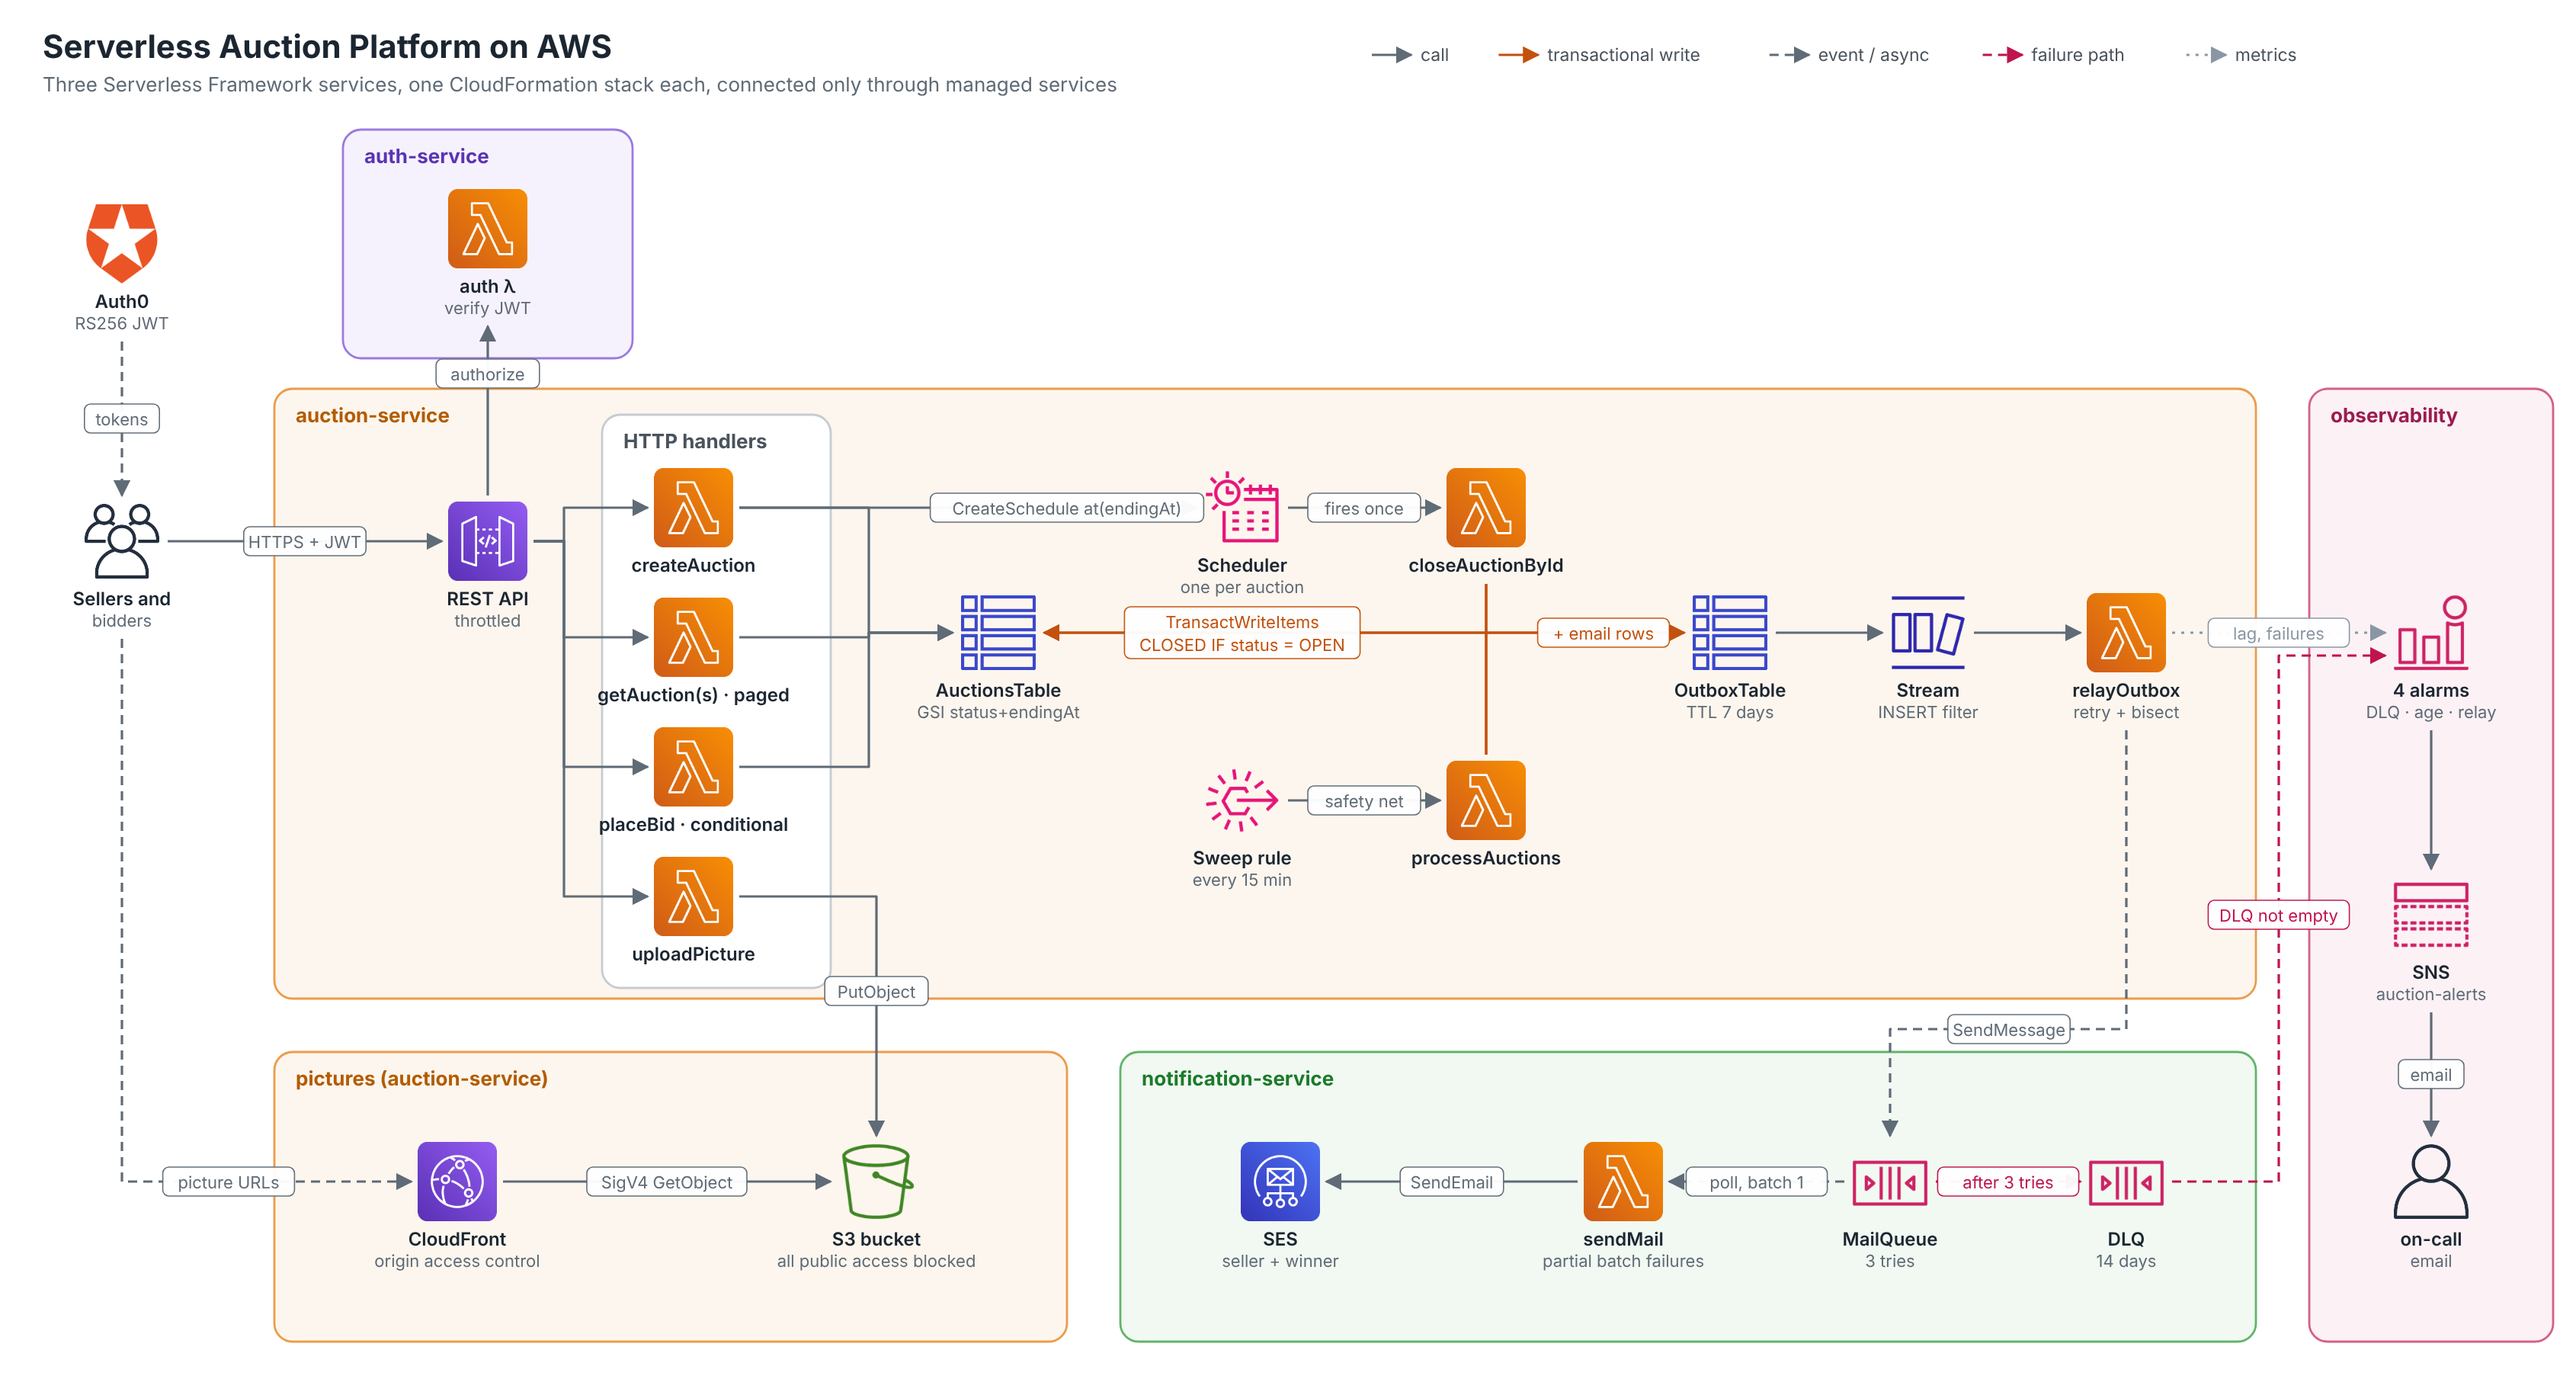 Serverless Auction Platform on AWS
Three Serverless Framework services, one CloudFormation stack each, connected only through managed services
call
transactional write
event / async
failure path
metrics
auth-service
auth λ
verify JWT
authorize
Auth0
RS256 JWT
tokens
Sellers and
bidders
HTTPS + JWT
auction-service
REST API
throttled
HTTP handlers
createAuction
getAuction(s) · paged
placeBid · conditional
uploadPicture
CreateSchedule at(endingAt)
Scheduler
one per auction
fires once
closeAuctionById
AuctionsTable
GSI status+endingAt
TransactWriteItems
CLOSED IF status = OPEN
+ email rows
OutboxTable
TTL 7 days
Stream
INSERT filter
relayOutbox
retry + bisect
lag, failures
Sweep rule
every 15 min
safety net
processAuctions
PutObject
SendMessage
DLQ not empty
observability
4 alarms
DLQ · age · relay
SNS
auction-alerts
email
on-call
email
pictures (auction-service)
picture URLs
CloudFront
origin access control
SigV4 GetObject
S3 bucket
all public access blocked
notification-service
SES
seller + winner
SendEmail
sendMail
partial batch failures
poll, batch 1
MailQueue
3 tries
after 3 tries
DLQ
14 days